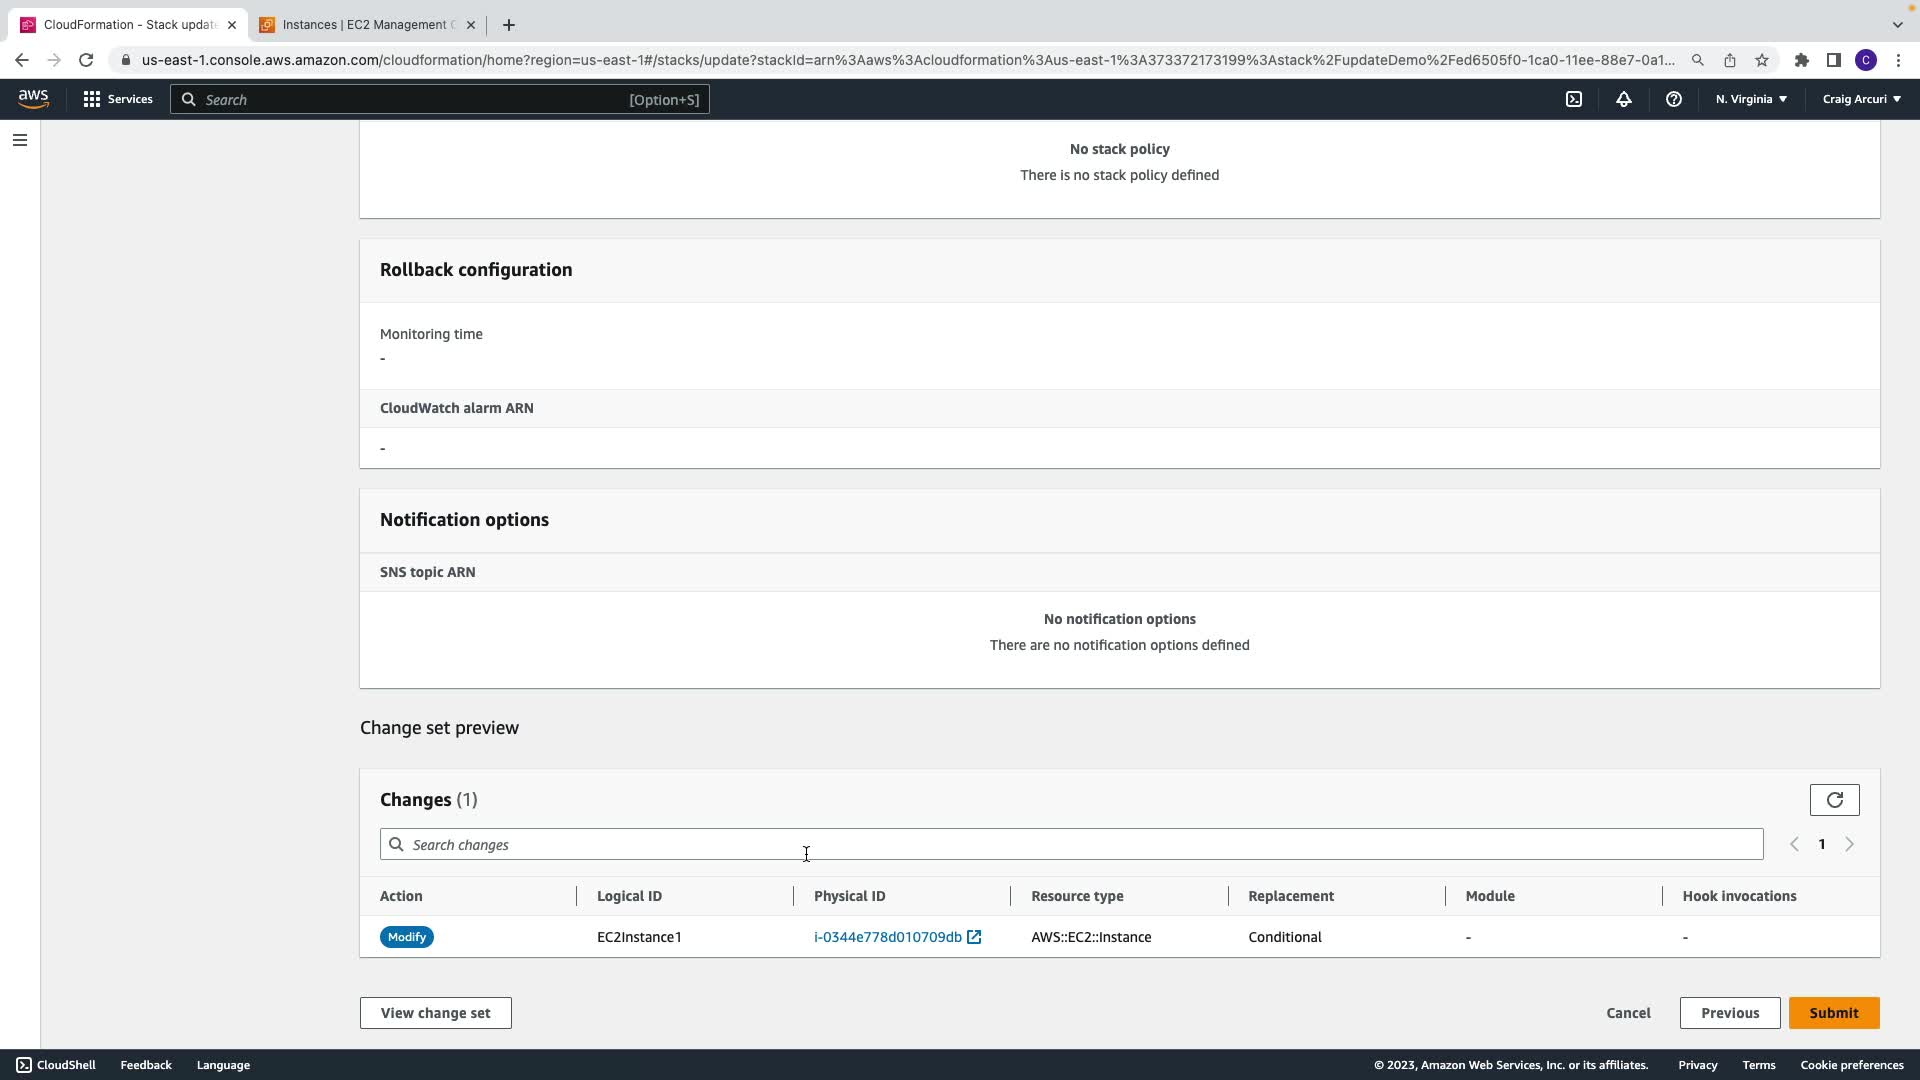 CloudFormation - Stack update
Instances | EC2 Management C
us-east-1.console.aws.amazon.com/cloudformation/home?region=us-east-1#/stacks/update?stackId=arn%3Aaws%3Acloudformation%3Aus-east-1%3A373372173199%3Astack%2FupdateDemo%2Fed6505f0-1ca0-11ee-88e7-0a1...
C
aws
Services
Search
[Option+S]
N. Virginia
Craig Arcuri
No stack policy
There is no stack policy defined
Rollback configuration
Monitoring time
-
CloudWatch alarm ARN
-
Notification options
SNS topic ARN
No notification options
There are no notification options defined
Change set preview
Changes (1)
Search changes
1
Action Logical ID Physical ID Resource type Replacement Module Hook invocations
Modify EC2Instance1 i-0344e778d010709db AWS::EC2::Instance Conditional - -
View change set
Cancel
Previous
Submit
CloudShell Feedback Language © 2023, Amazon Web Services, Inc. or its affiliates. Privacy Terms Cookie preferences